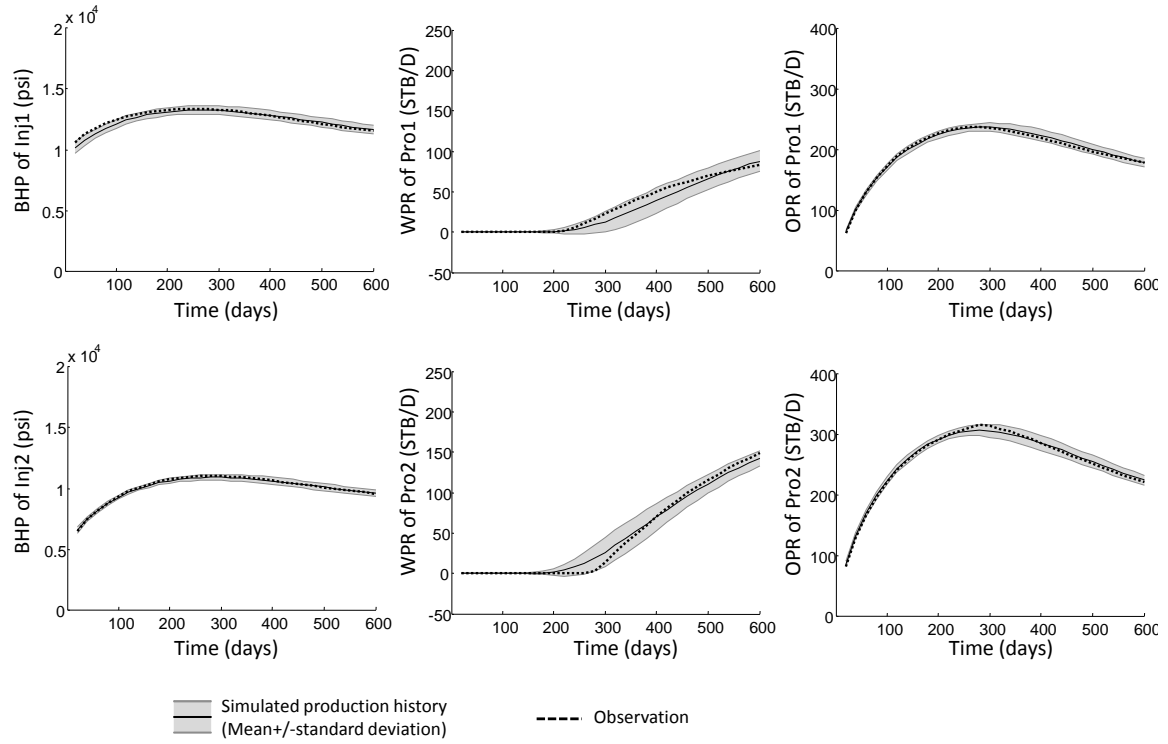 x 10⁴
2
1.5
1
0.5
0
BHP of Inj1 (psi)
100 200 300 400 500 600
Time (days)
250
200
150
100
50
0
-50
WPR of Pro1 (STB/D)
100 200 300 400 500 600
Time (days)
400
300
200
100
0
OPR of Pro1 (STB/D)
100 200 300 400 500 600
Time (days)
x 10⁴
2
1.5
1
0.5
0
BHP of Inj2 (psi)
100 200 300 400 500 600
Time (days)
250
200
150
100
50
0
-50
WPR of Pro2 (STB/D)
100 200 300 400 500 600
Time (days)
400
300
200
100
0
OPR of Pro2 (STB/D)
100 200 300 400 500 600
Time (days)
Simulated production history
(Mean+/-standard deviation)
Observation